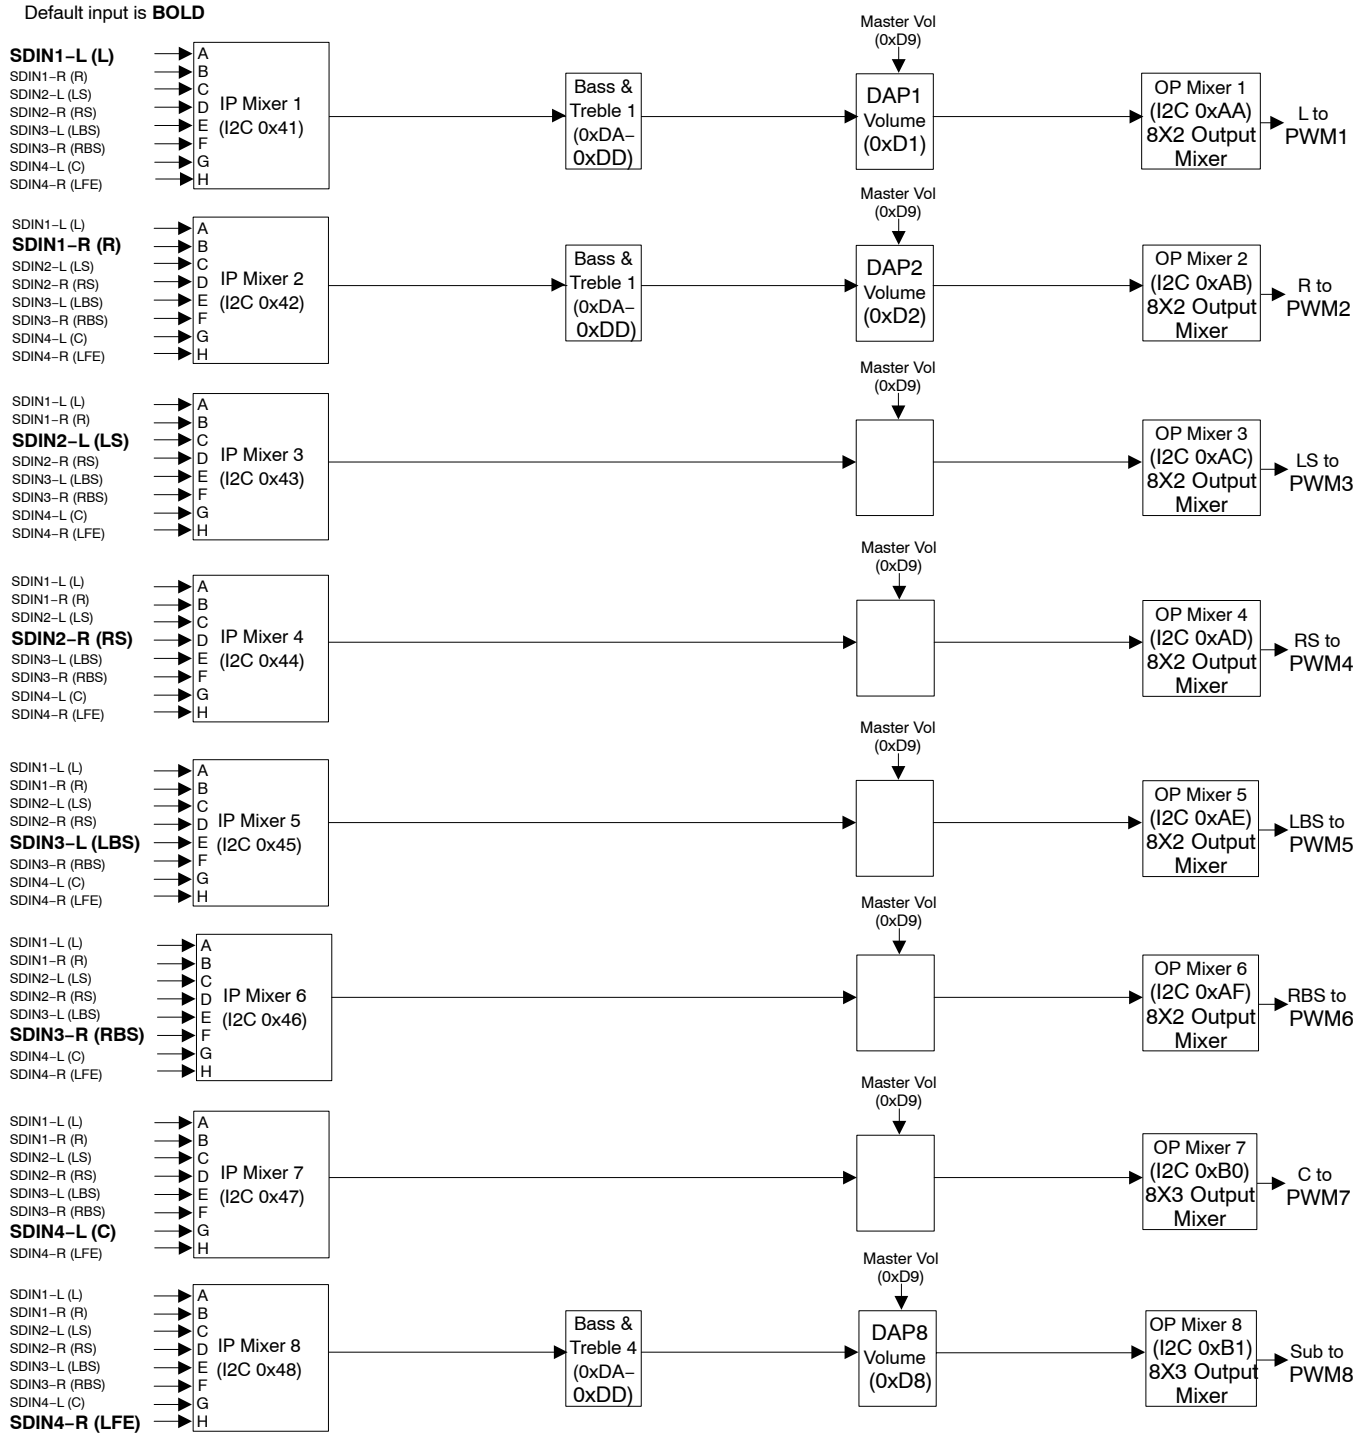 Default input is BOLD
SDIN1−L (L)
SDIN1−R (R)
SDIN2−L (LS)
SDIN2−R (RS)
SDIN3−L (LBS)
SDIN3−R (RBS)
SDIN4−L (C)
SDIN4−R (LFE)
A
B
C
D
E
F
G
H
IP Mixer 1
(I2C 0x41)
Bass &
Treble 1
(0xDA−
0xDD)
Master Vol
(0xD9)
DAP1
Volume
(0xD1)
OP Mixer 1
(I2C 0xAA)
8X2 Output
Mixer
L to
PWM1
SDIN1−L (L)
SDIN1−R (R)
SDIN2−L (LS)
SDIN2−R (RS)
SDIN3−L (LBS)
SDIN3−R (RBS)
SDIN4−L (C)
SDIN4−R (LFE)
A
B
C
D
E
F
G
H
IP Mixer 2
(I2C 0x42)
Bass &
Treble 1
(0xDA−
0xDD)
Master Vol
(0xD9)
DAP2
Volume
(0xD2)
OP Mixer 2
(I2C 0xAB)
8X2 Output
Mixer
R to
PWM2
SDIN1−L (L)
SDIN1−R (R)
SDIN2−L (LS)
SDIN2−R (RS)
SDIN3−L (LBS)
SDIN3−R (RBS)
SDIN4−L (C)
SDIN4−R (LFE)
A
B
C
D
E
F
G
H
IP Mixer 3
(I2C 0x43)
Master Vol
(0xD9)
OP Mixer 3
(I2C 0xAC)
8X2 Output
Mixer
LS to
PWM3
SDIN1−L (L)
SDIN1−R (R)
SDIN2−L (LS)
SDIN2−R (RS)
SDIN3−L (LBS)
SDIN3−R (RBS)
SDIN4−L (C)
SDIN4−R (LFE)
A
B
C
D
E
F
G
H
IP Mixer 4
(I2C 0x44)
Master Vol
(0xD9)
OP Mixer 4
(I2C 0xAD)
8X2 Output
Mixer
RS to
PWM4
SDIN1−L (L)
SDIN1−R (R)
SDIN2−L (LS)
SDIN2−R (RS)
SDIN3−L (LBS)
SDIN3−R (RBS)
SDIN4−L (C)
SDIN4−R (LFE)
A
B
C
D
E
F
G
H
IP Mixer 5
(I2C 0x45)
Master Vol
(0xD9)
OP Mixer 5
(I2C 0xAE)
8X2 Output
Mixer
LBS to
PWM5
SDIN1−L (L)
SDIN1−R (R)
SDIN2−L (LS)
SDIN2−R (RS)
SDIN3−L (LBS)
SDIN3−R (RBS)
SDIN4−L (C)
SDIN4−R (LFE)
A
B
C
D
E
F
G
H
IP Mixer 6
(I2C 0x46)
Master Vol
(0xD9)
OP Mixer 6
(I2C 0xAF)
8X2 Output
Mixer
RBS to
PWM6
SDIN1−L (L)
SDIN1−R (R)
SDIN2−L (LS)
SDIN2−R (RS)
SDIN3−L (LBS)
SDIN3−R (RBS)
SDIN4−L (C)
SDIN4−R (LFE)
A
B
C
D
E
F
G
H
IP Mixer 7
(I2C 0x47)
Master Vol
(0xD9)
OP Mixer 7
(I2C 0xB0)
8X3 Output
Mixer
C to
PWM7
SDIN1−L (L)
SDIN1−R (R)
SDIN2−L (LS)
SDIN2−R (RS)
SDIN3−L (LBS)
SDIN3−R (RBS)
SDIN4−L (C)
SDIN4−R (LFE)
A
B
C
D
E
F
G
H
IP Mixer 8
(I2C 0x48)
Bass &
Treble 4
(0xDA−
0xDD)
Master Vol
(0xD9)
DAP8
Volume
(0xD8)
OP Mixer 8
(I2C 0xB1)
8X3 Output
Mixer
Sub to
PWM8